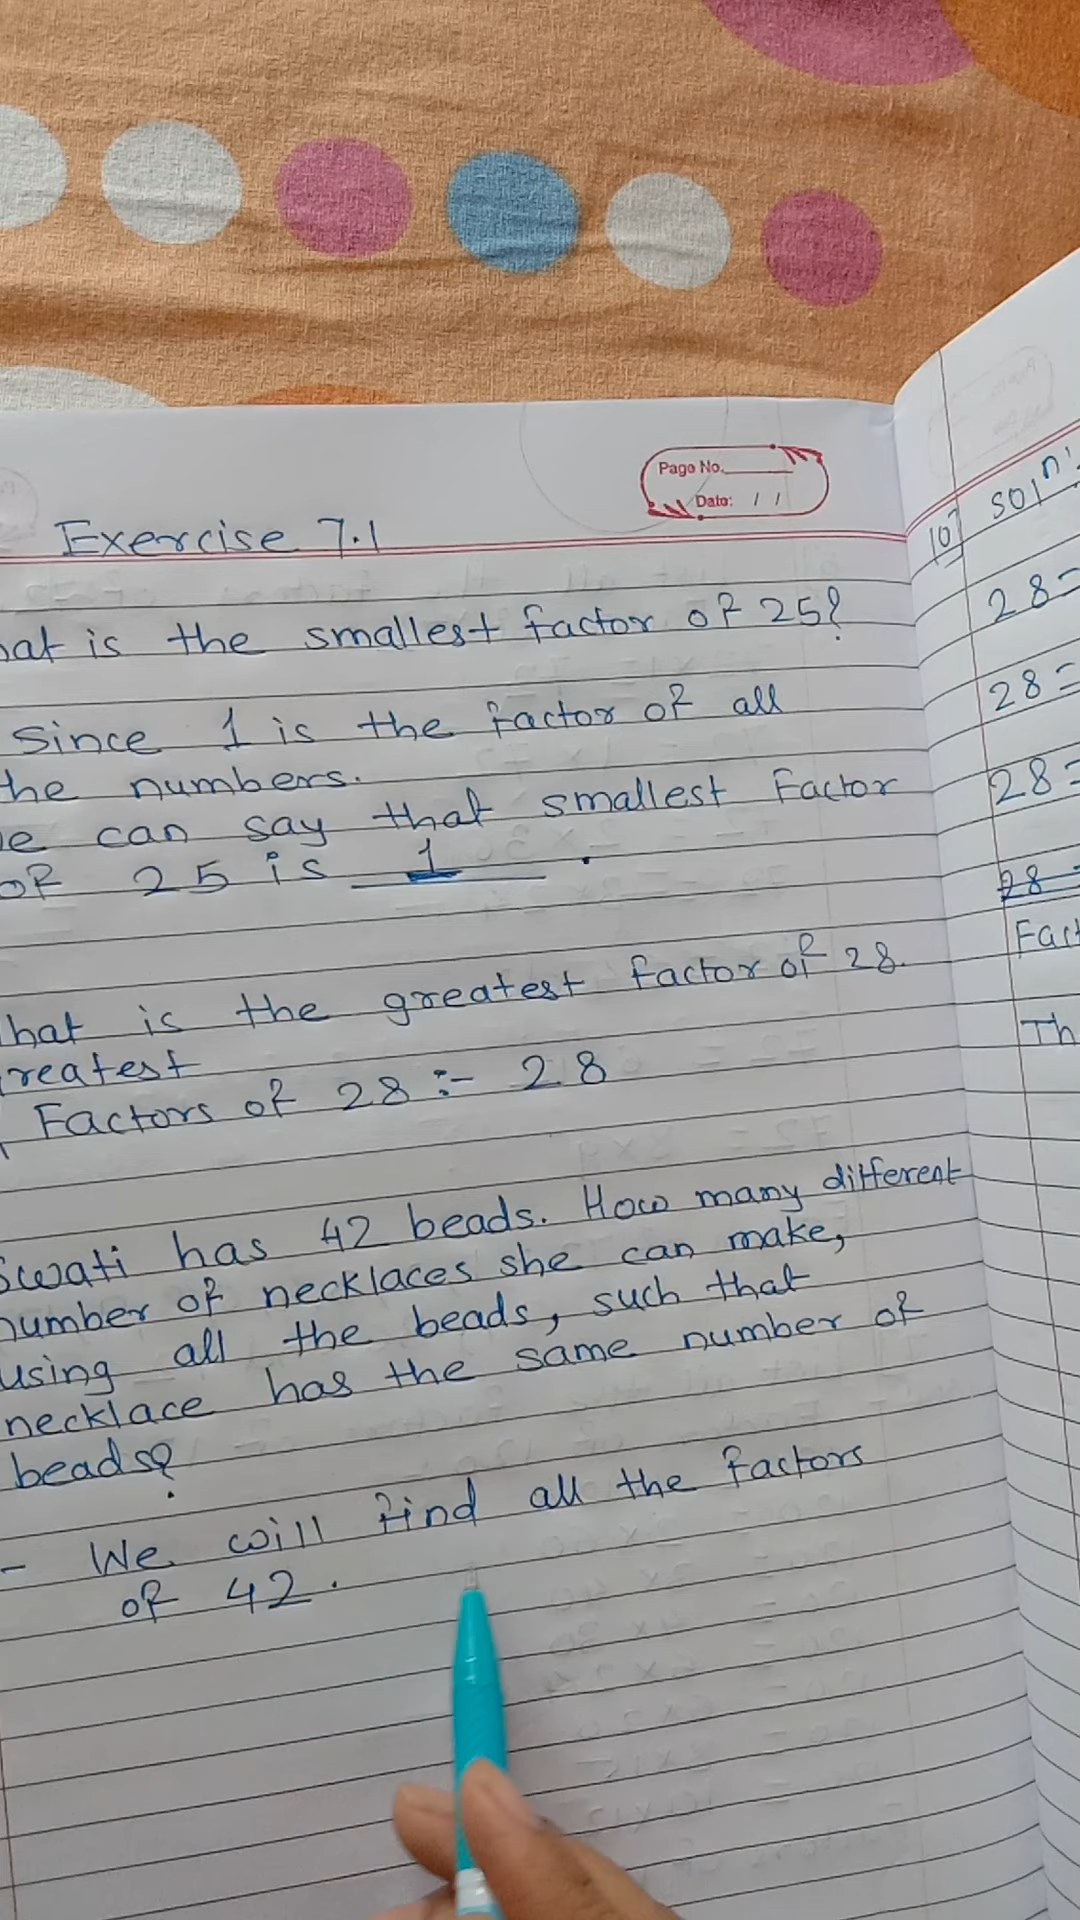 Page No.
Date: / /
Exercise 7.1
hat is the smallest factor of 25?
Since 1 is the factor of all
the numbers.
e can say that smallest Factor
of 25 is 1 .
hat is the greatest factor of 28.
reatest
Factors of 28 :- 28
Swati has 42 beads. How many different
number of necklaces she can make,
using all the beads, such that
necklace has the same number of
beads?
- We will find all the factors
of 42.
10) Soln:
28=
28=
28=
28=
Fact
Th